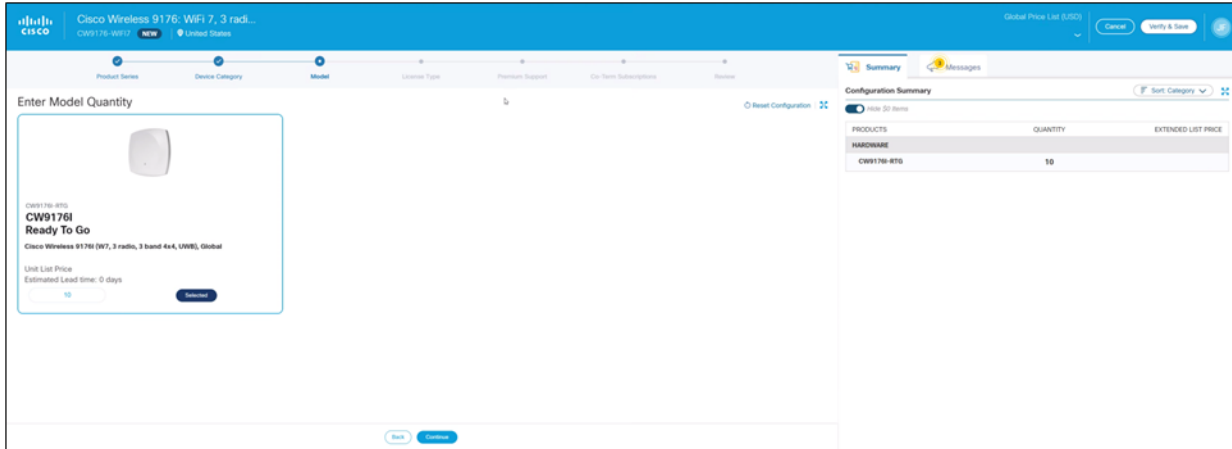 CISCO
Cisco Wireless 9176: WiFi 7, 3 radi...
CW9176-WIFI7 NEW United States
Global Price List (USD)
Cancel
Verify & Save
Product Series
Device Category
Model
License Type
Premium Support
Co-Term Subscriptions
Review
Enter Model Quantity
Reset Configuration
CW9176I-RTG
CW9176I
Ready To Go
Cisco Wireless 9176I (W7, 3 radio, 3 band 4x4, UWB), Global
Unit List Price
Estimated Lead time: 0 days
10
Selected
Back
Continue
Summary
Messages
Configuration Summary
Sort: Category
Hide $0 Items
PRODUCTS QUANTITY EXTENDED LIST PRICE
HARDWARE
CW9176I-RTG 10